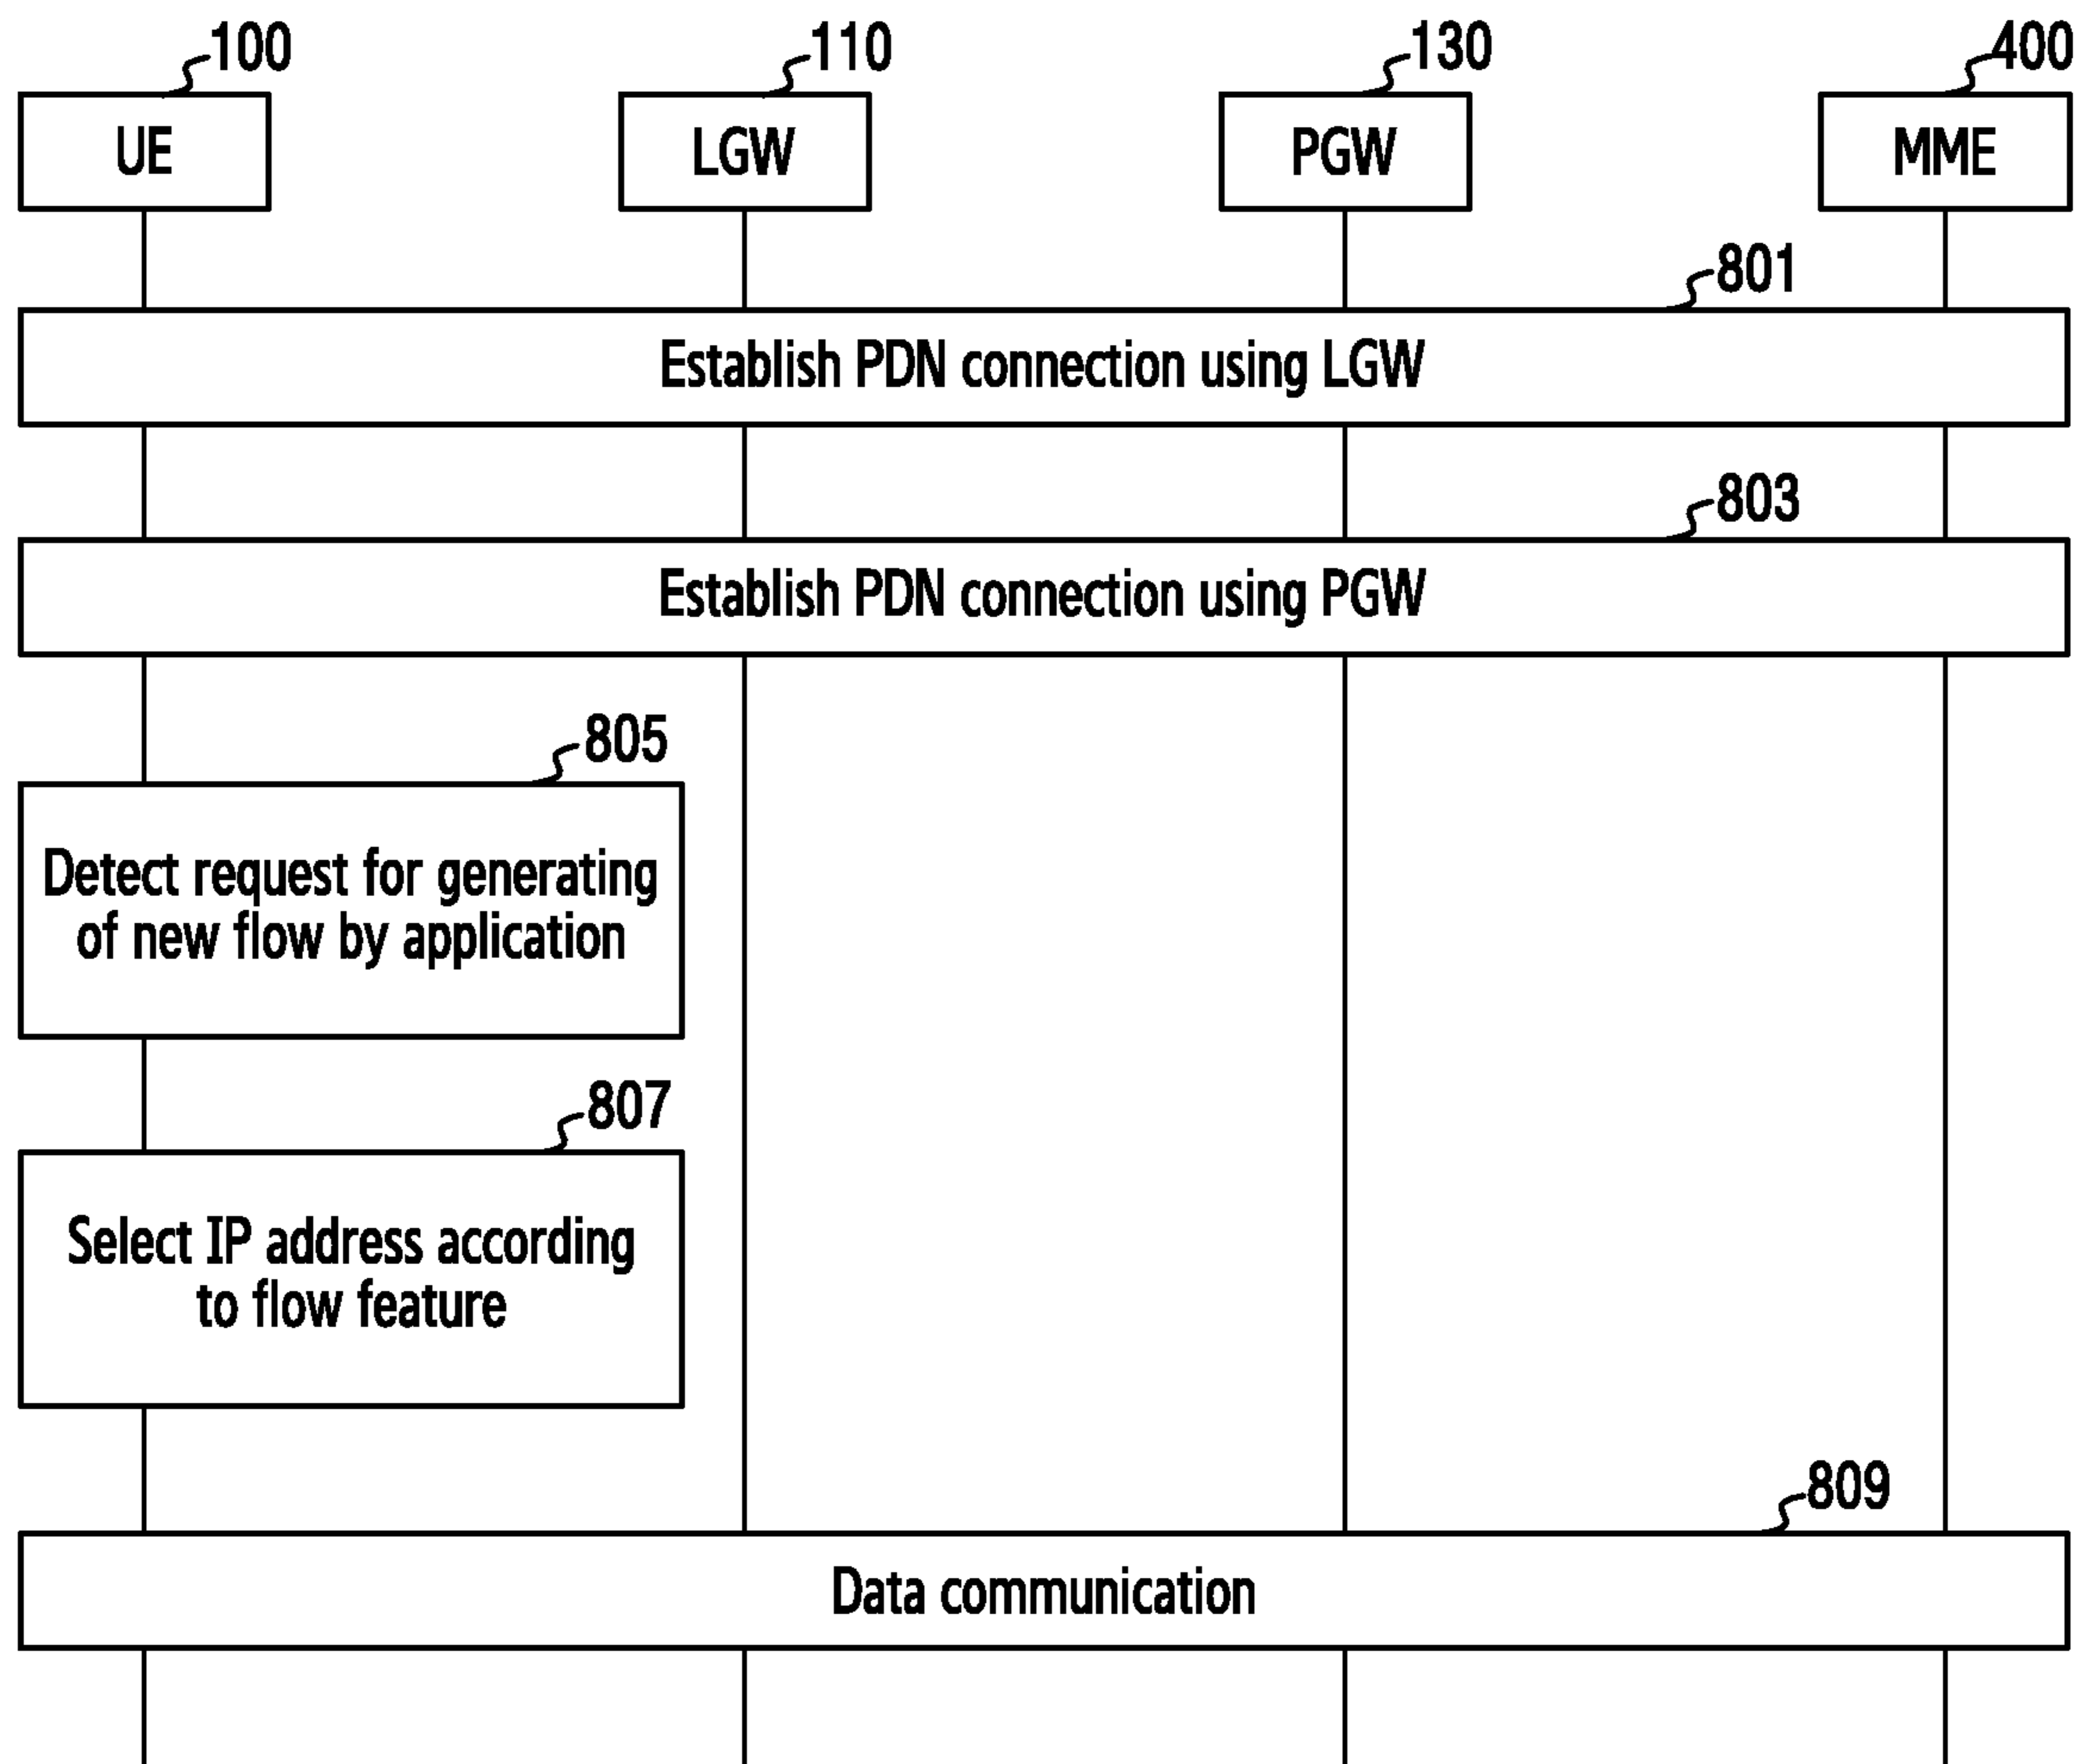 100
110
130
400
UE
LGW
PGW
MME
801
Establish PDN connection using LGW
803
Establish PDN connection using PGW
805
Detect request for generating
of new flow by application
807
Select IP address according
to flow feature
809
Data communication